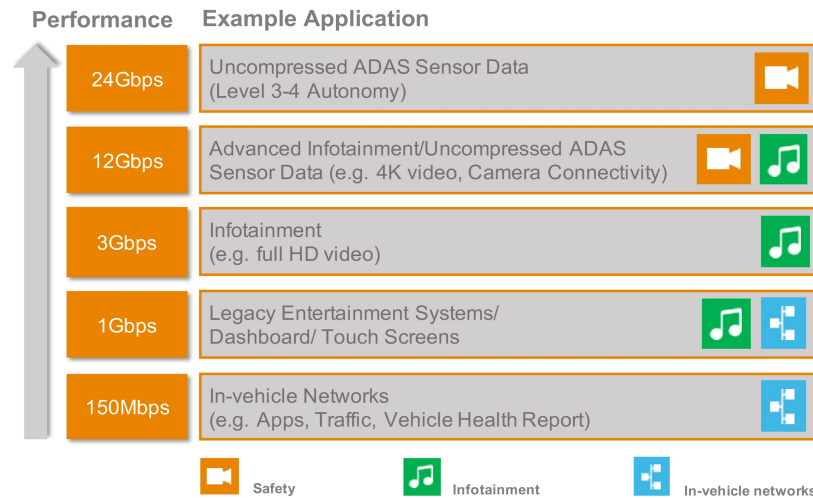 Performance Example Application
24Gbps
Uncompressed ADAS Sensor Data
(Level 3-4 Autonomy)
12Gbps
Advanced Infotainment/Uncompressed ADAS
Sensor Data (e.g. 4K video, Camera Connectivity)
3Gbps
Infotainment
(e.g. full HD video)
1Gbps
Legacy Entertainment Systems/
Dashboard/ Touch Screens
150Mbps
In-vehicle Networks
(e.g. Apps, Traffic, Vehicle Health Report)
Safety Infotainment In-vehicle networks